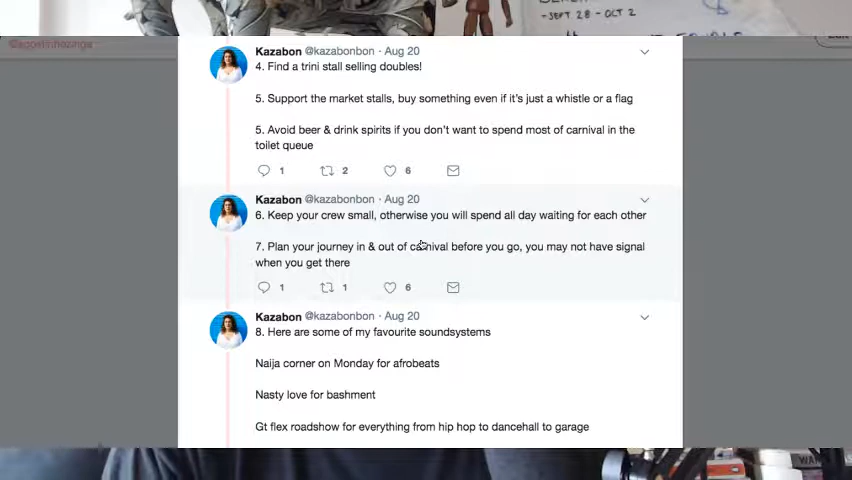 -SEPT 28 - OCT 2
Kazabon @kazabonbon · Aug 20
4. Find a trini stall selling doubles!
5. Support the market stalls, buy something even if it's just a whistle or a flag
5. Avoid beer & drink spirits if you don't want to spend most of carnival in the
toilet queue
1 2 6
Kazabon @kazabonbon · Aug 20
6. Keep your crew small, otherwise you will spend all day waiting for each other
7. Plan your journey in & out of carnival before you go, you may not have signal
when you get there
1 1 6
Kazabon @kazabonbon · Aug 20
8. Here are some of my favourite soundsystems
Naija corner on Monday for afrobeats
Nasty love for bashment
Gt flex roadshow for everything from hip hop to dancehall to garage